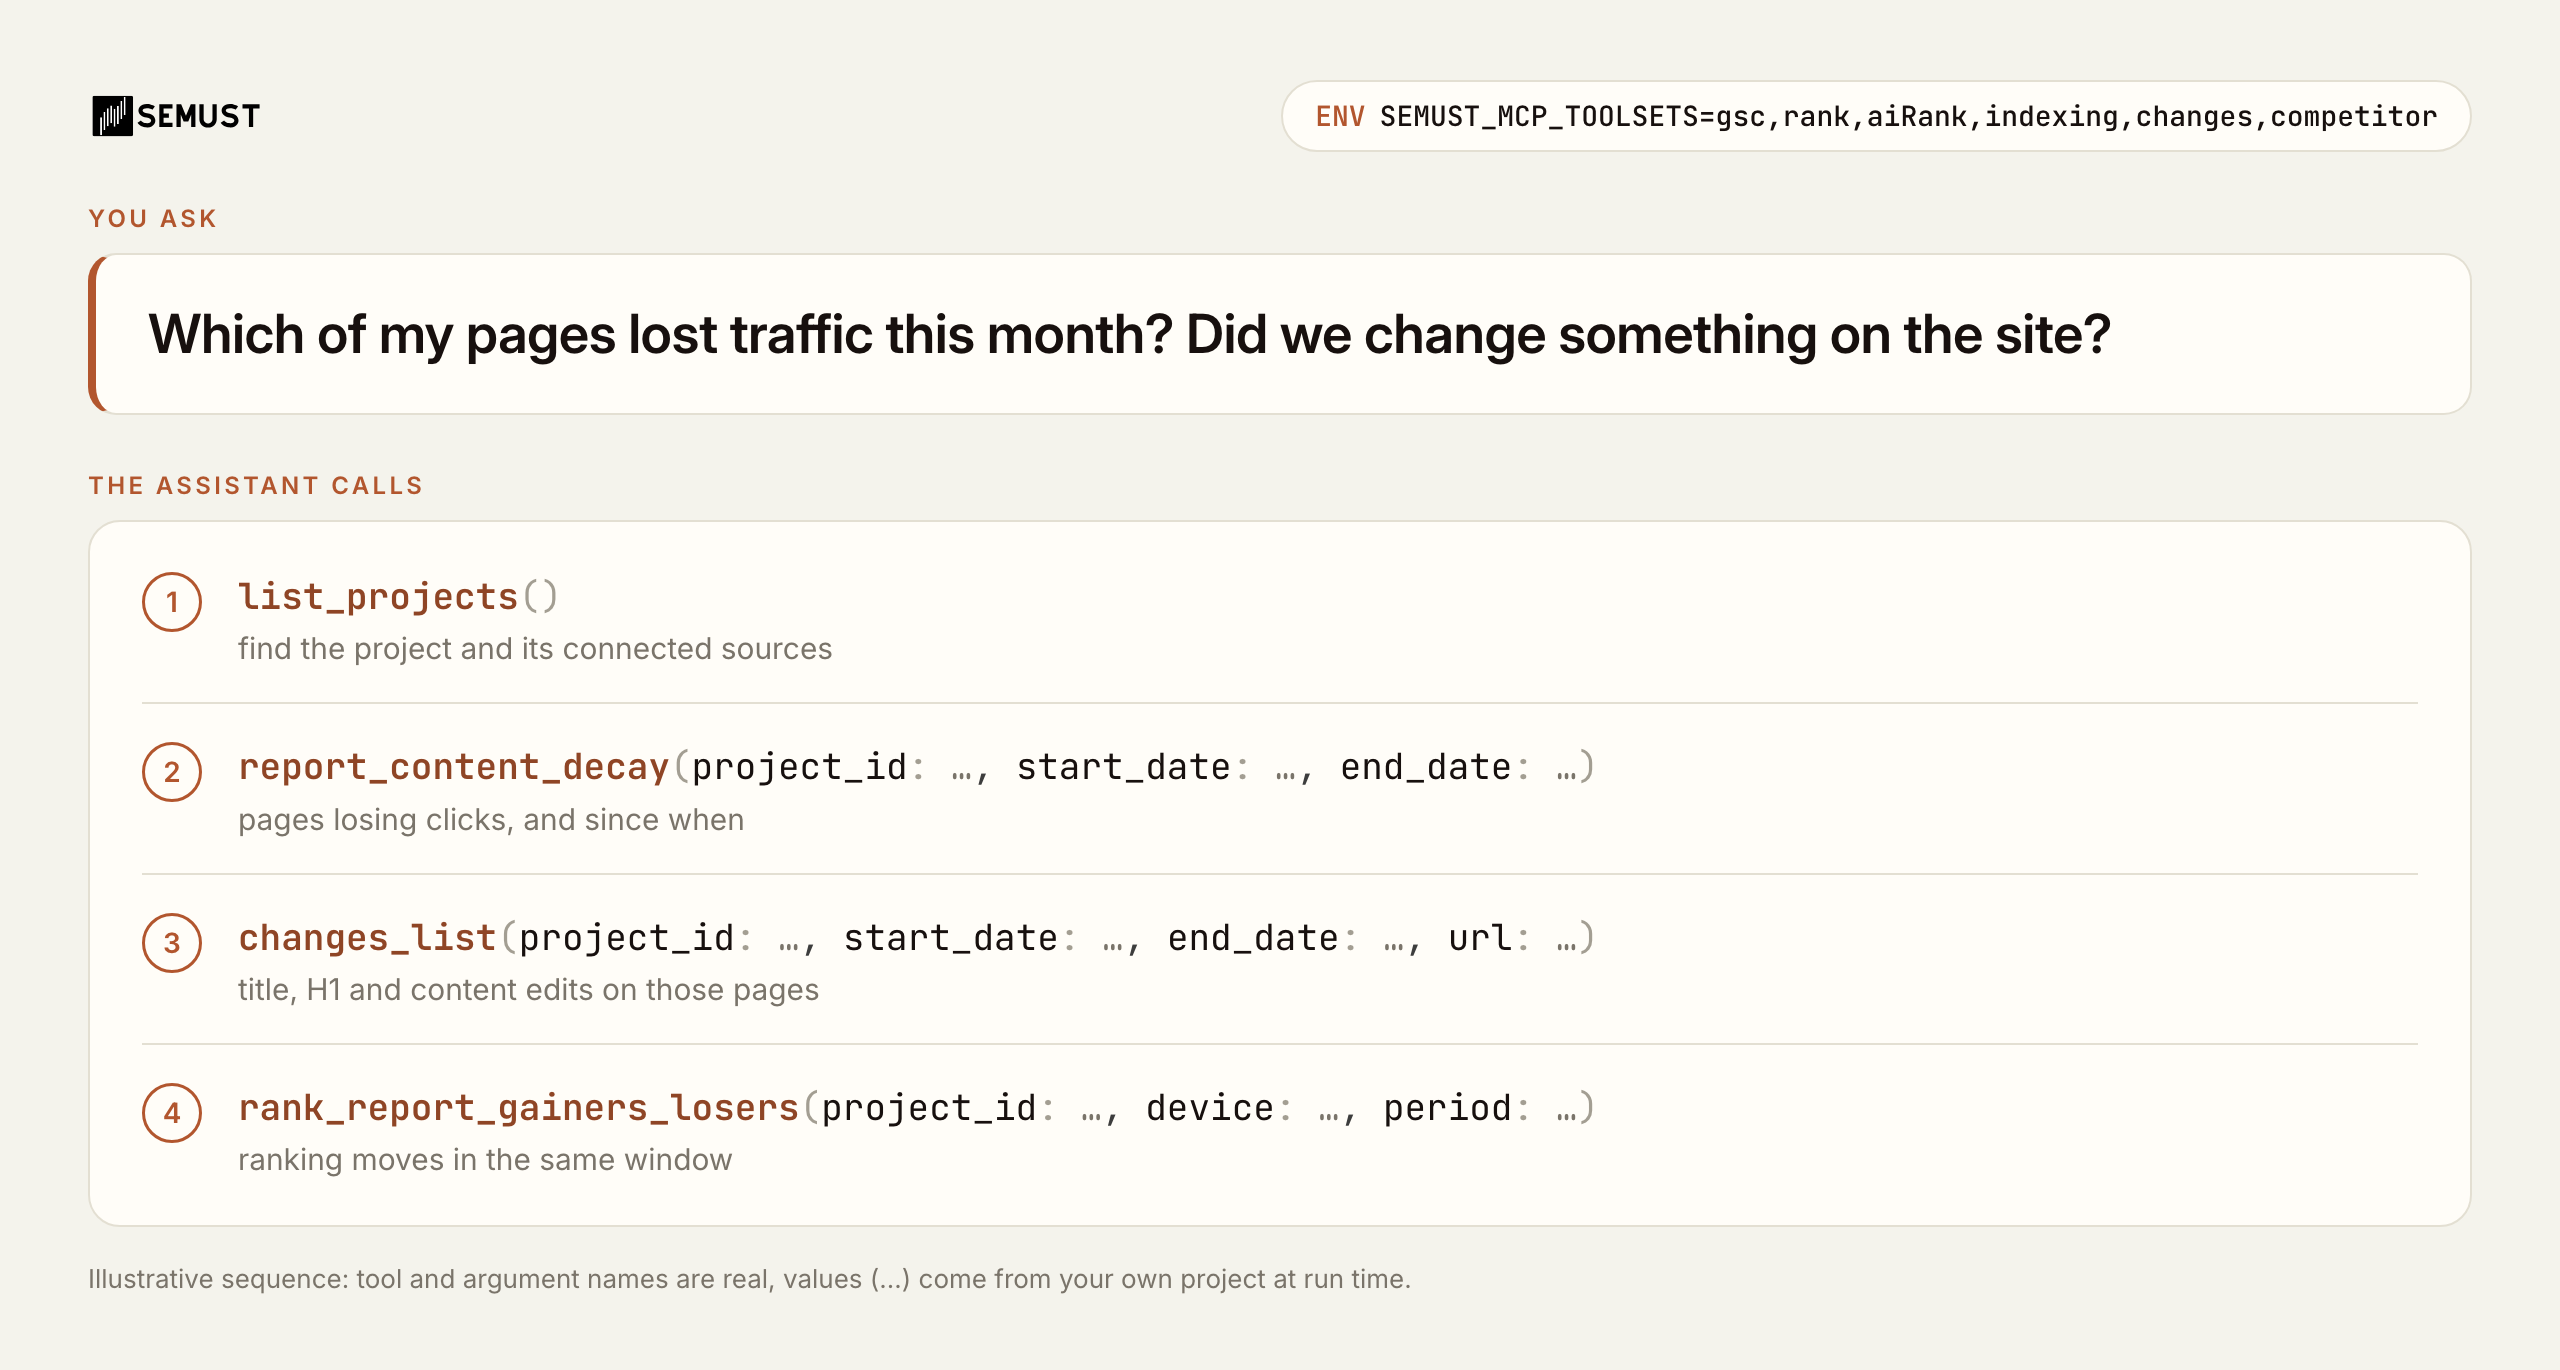 SEMUST
ENV SEMUST_MCP_TOOLSETS=gsc,rank,aiRank,indexing,changes,competitor
YOU ASK
Which of my pages lost traffic this month? Did we change something on the site?
THE ASSISTANT CALLS
1
list_projects()
find the project and its connected sources
2
report_content_decay(project_id: …, start_date: …, end_date: …)
pages losing clicks, and since when
3
changes_list(project_id: …, start_date: …, end_date: …, url: …)
title, H1 and content edits on those pages
4
rank_report_gainers_losers(project_id: …, device: …, period: …)
ranking moves in the same window
Illustrative sequence: tool and argument names are real, values (…) come from your own project at run time.